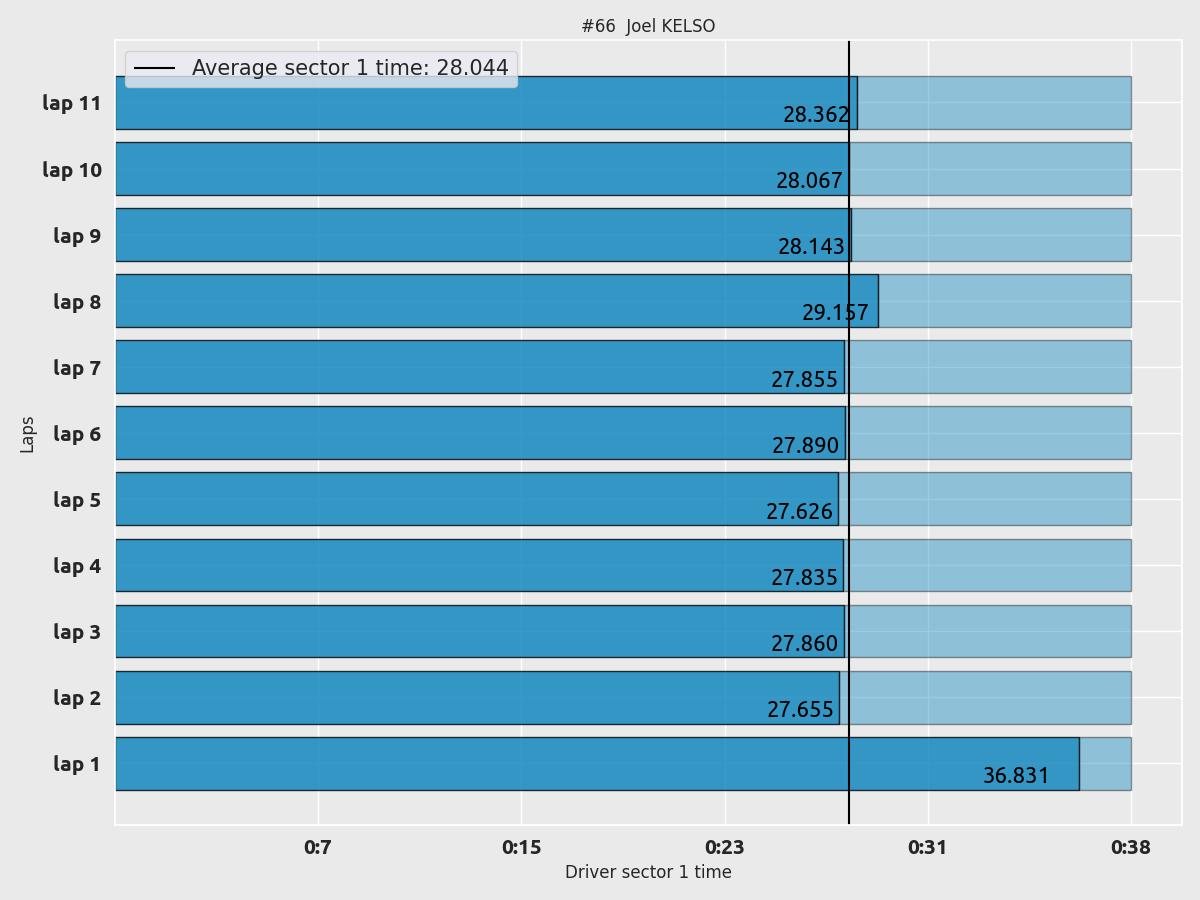 #66  Joel KELSO
Average sector 1 time: 28.044
lap 11
28.362
lap 10
28.067
lap 9
28.143
lap 8
29.157
lap 7
27.855
lap 6
27.890
Laps
lap 5
27.626
lap 4
27.835
lap 3
27.860
lap 2
27.655
lap 1
36.831
0:7 0:15 0:23 0:31 0:38
Driver sector 1 time